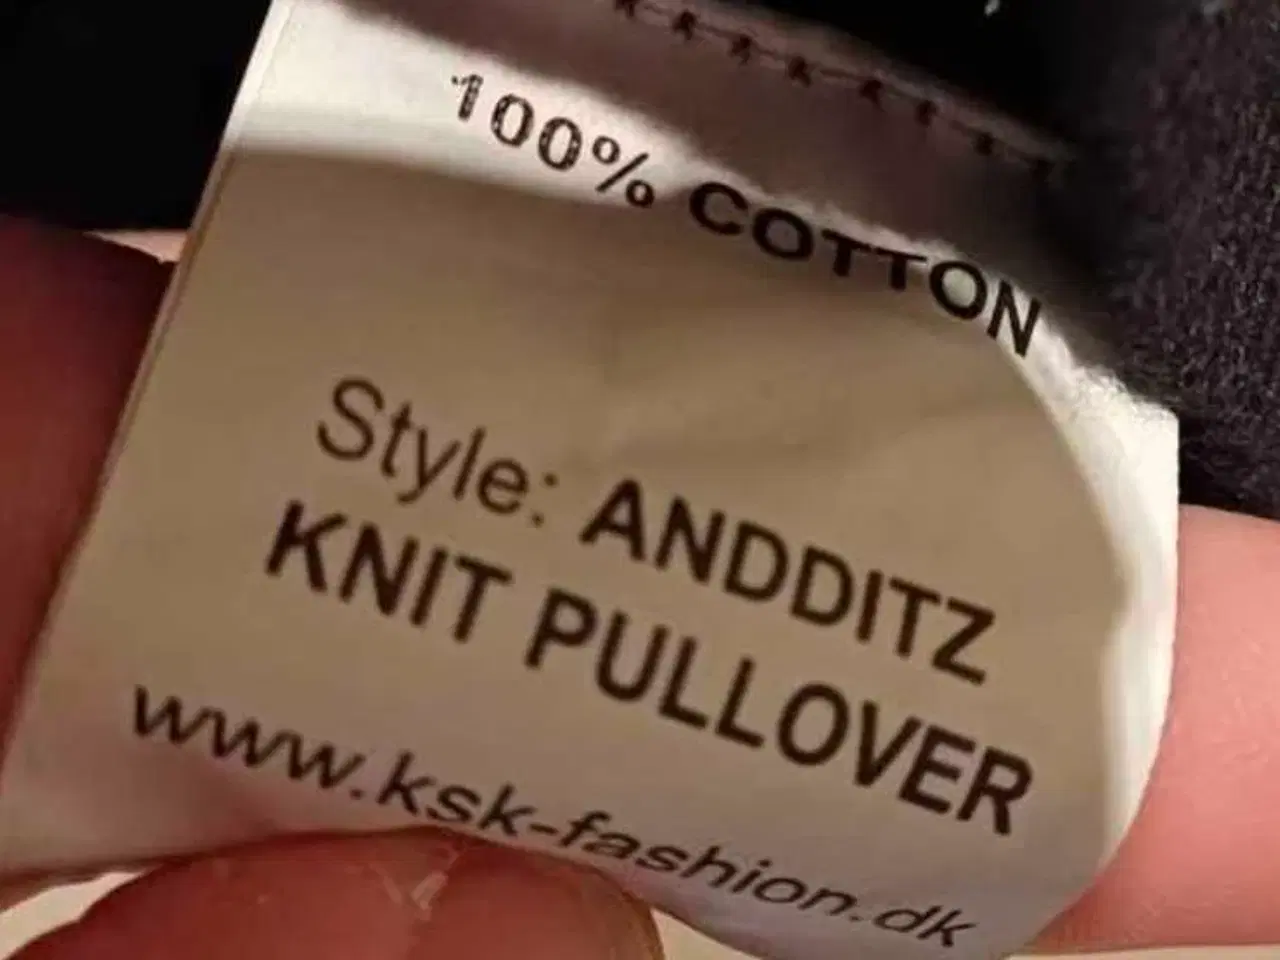 100% COTTON
Style: ANDDITZ
KNIT PULLOVER
www.ksk-fashion.dk